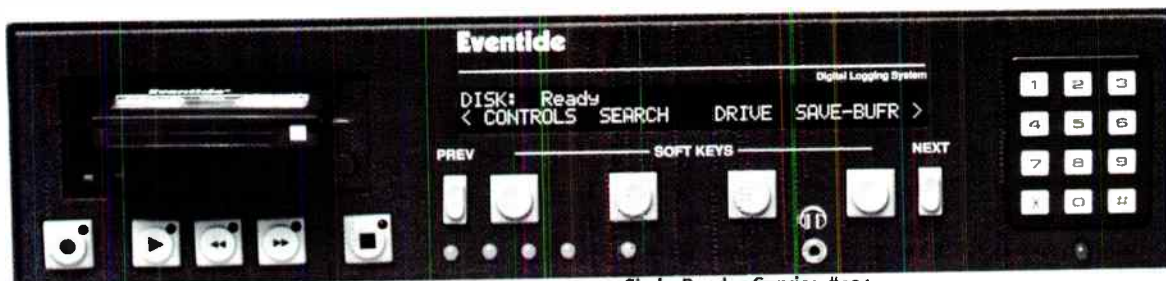 Eventide
Digital Logging System
DISK: Ready
< CONTROLS SEARCH DRIVE SAVE-BUFR >
PREV SOFT KEYS NEXT
1 2 3
4 5 6
7 8 9
* 0 #